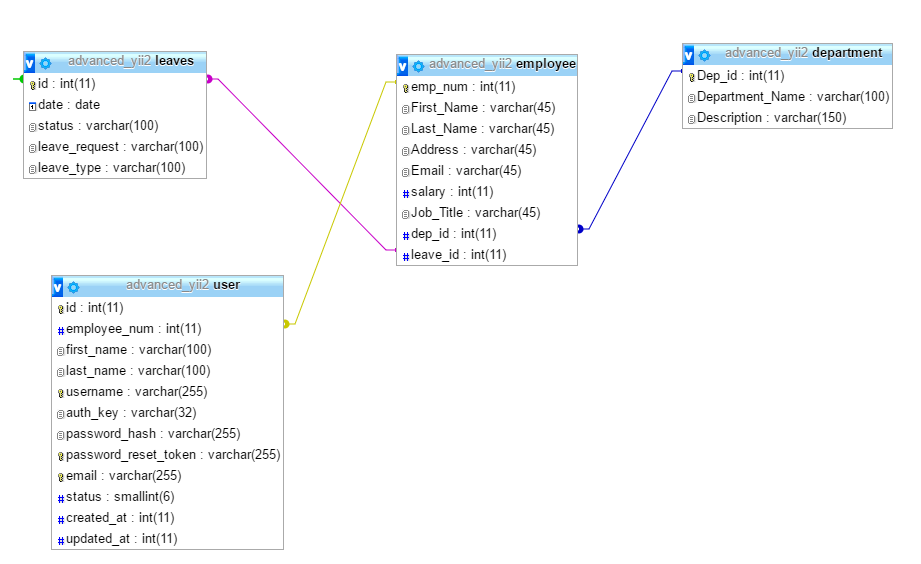 advanced_yii2 leaves
id : int(11)
date : date
status : varchar(100)
leave_request : varchar(100)
leave_type : varchar(100)
advanced_yii2 employee
emp_num : int(11)
First_Name : varchar(45)
Last_Name : varchar(45)
Address : varchar(45)
Email : varchar(45)
salary : int(11)
Job_Title : varchar(45)
dep_id : int(11)
leave_id : int(11)
advanced_yii2 department
Dep_id : int(11)
Department_Name : varchar(100)
Description : varchar(150)
advanced_yii2 user
id : int(11)
employee_num : int(11)
first_name : varchar(100)
last_name : varchar(100)
username : varchar(255)
auth_key : varchar(32)
password_hash : varchar(255)
password_reset_token : varchar(255)
email : varchar(255)
status : smallint(6)
created_at : int(11)
updated_at : int(11)